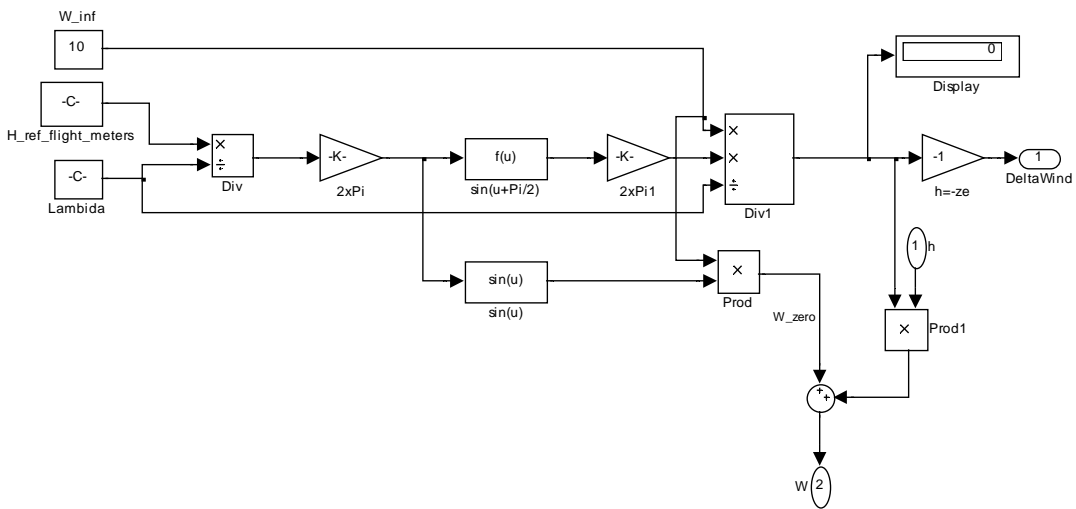 W_inf
10
-C-
H_ref_flight_meters
-C-
Lambida
×
÷
Div
-K-
2xPi
f(u)
sin(u+Pi/2)
-K-
2xPi1
×
×
÷
Div1
0
Display
-1
h=-ze
1
DeltaWind
sin(u)
sin(u)
×
Prod
W_zero
1
h
×
Prod1
+
+
W
2